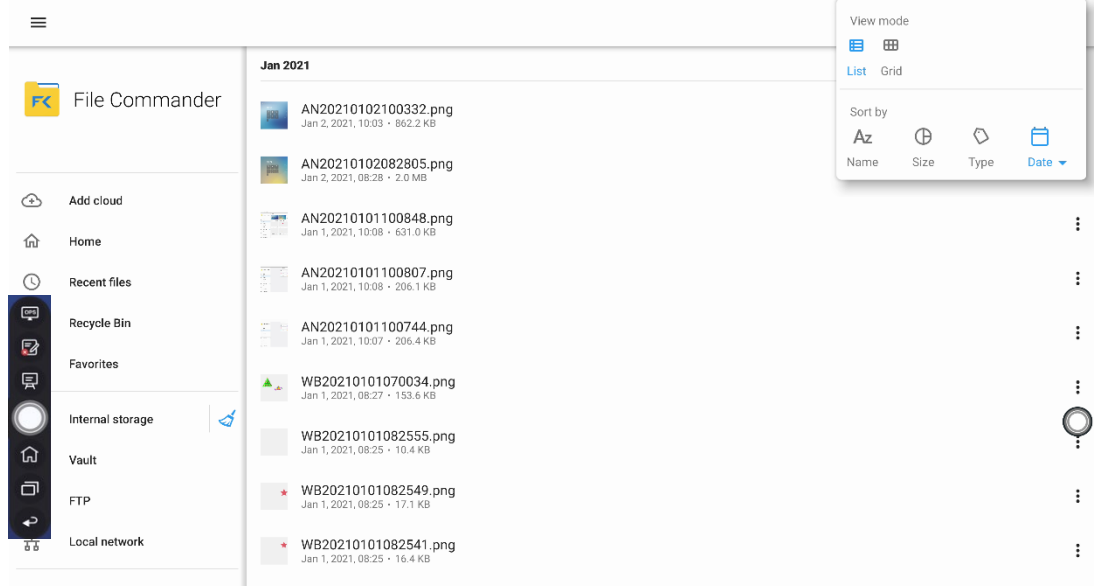 File Commander
Add cloud
Home
Recent files
Recycle Bin
Favorites
Internal storage
Vault
FTP
Local network
Jan 2021
AN20210102100332.png
Jan 2, 2021, 10:03 • 862.2 KB
AN20210102082805.png
Jan 2, 2021, 08:28 • 2.0 MB
AN20210101100848.png
Jan 1, 2021, 10:08 • 631.0 KB
AN20210101100807.png
Jan 1, 2021, 10:08 • 206.1 KB
AN20210101100744.png
Jan 1, 2021, 10:07 • 206.4 KB
WB20210101070034.png
Jan 1, 2021, 08:27 • 153.6 KB
WB20210101082555.png
Jan 1, 2021, 08:25 • 10.4 KB
WB20210101082549.png
Jan 1, 2021, 08:25 • 17.1 KB
WB20210101082541.png
Jan 1, 2021, 08:25 • 16.4 KB
View mode
List Grid
Sort by
Az
Name Size Type Date